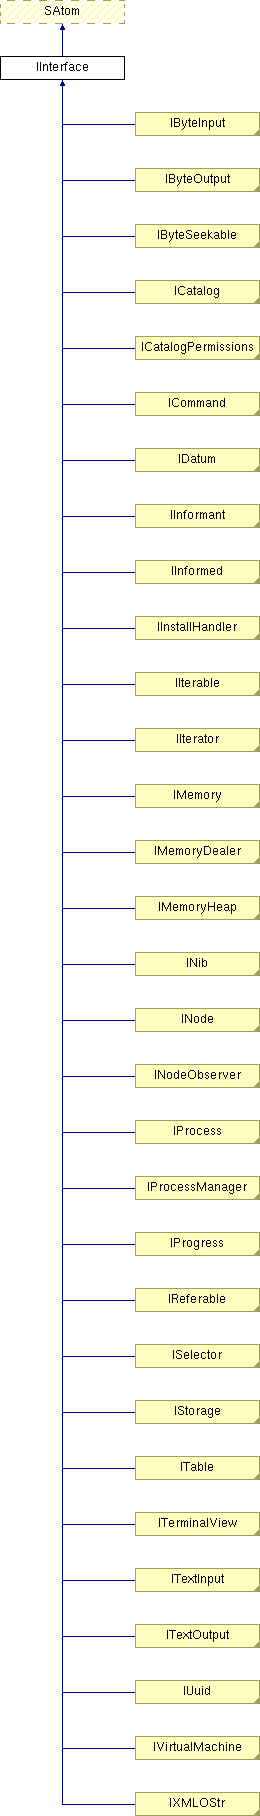 SAtom
IInterface
IByteInput
IByteOutput
IByteSeekable
ICatalog
ICatalogPermissions
ICommand
IDatum
IInformant
IInformed
IInstallHandler
IIterable
IIterator
IMemory
IMemoryDealer
IMemoryHeap
INib
INode
INodeObserver
IProcess
IProcessManager
IProgress
IReferable
ISelector
IStorage
ITable
ITerminalView
ITextInput
ITextOutput
IUuid
IVirtualMachine
IXMLOStr